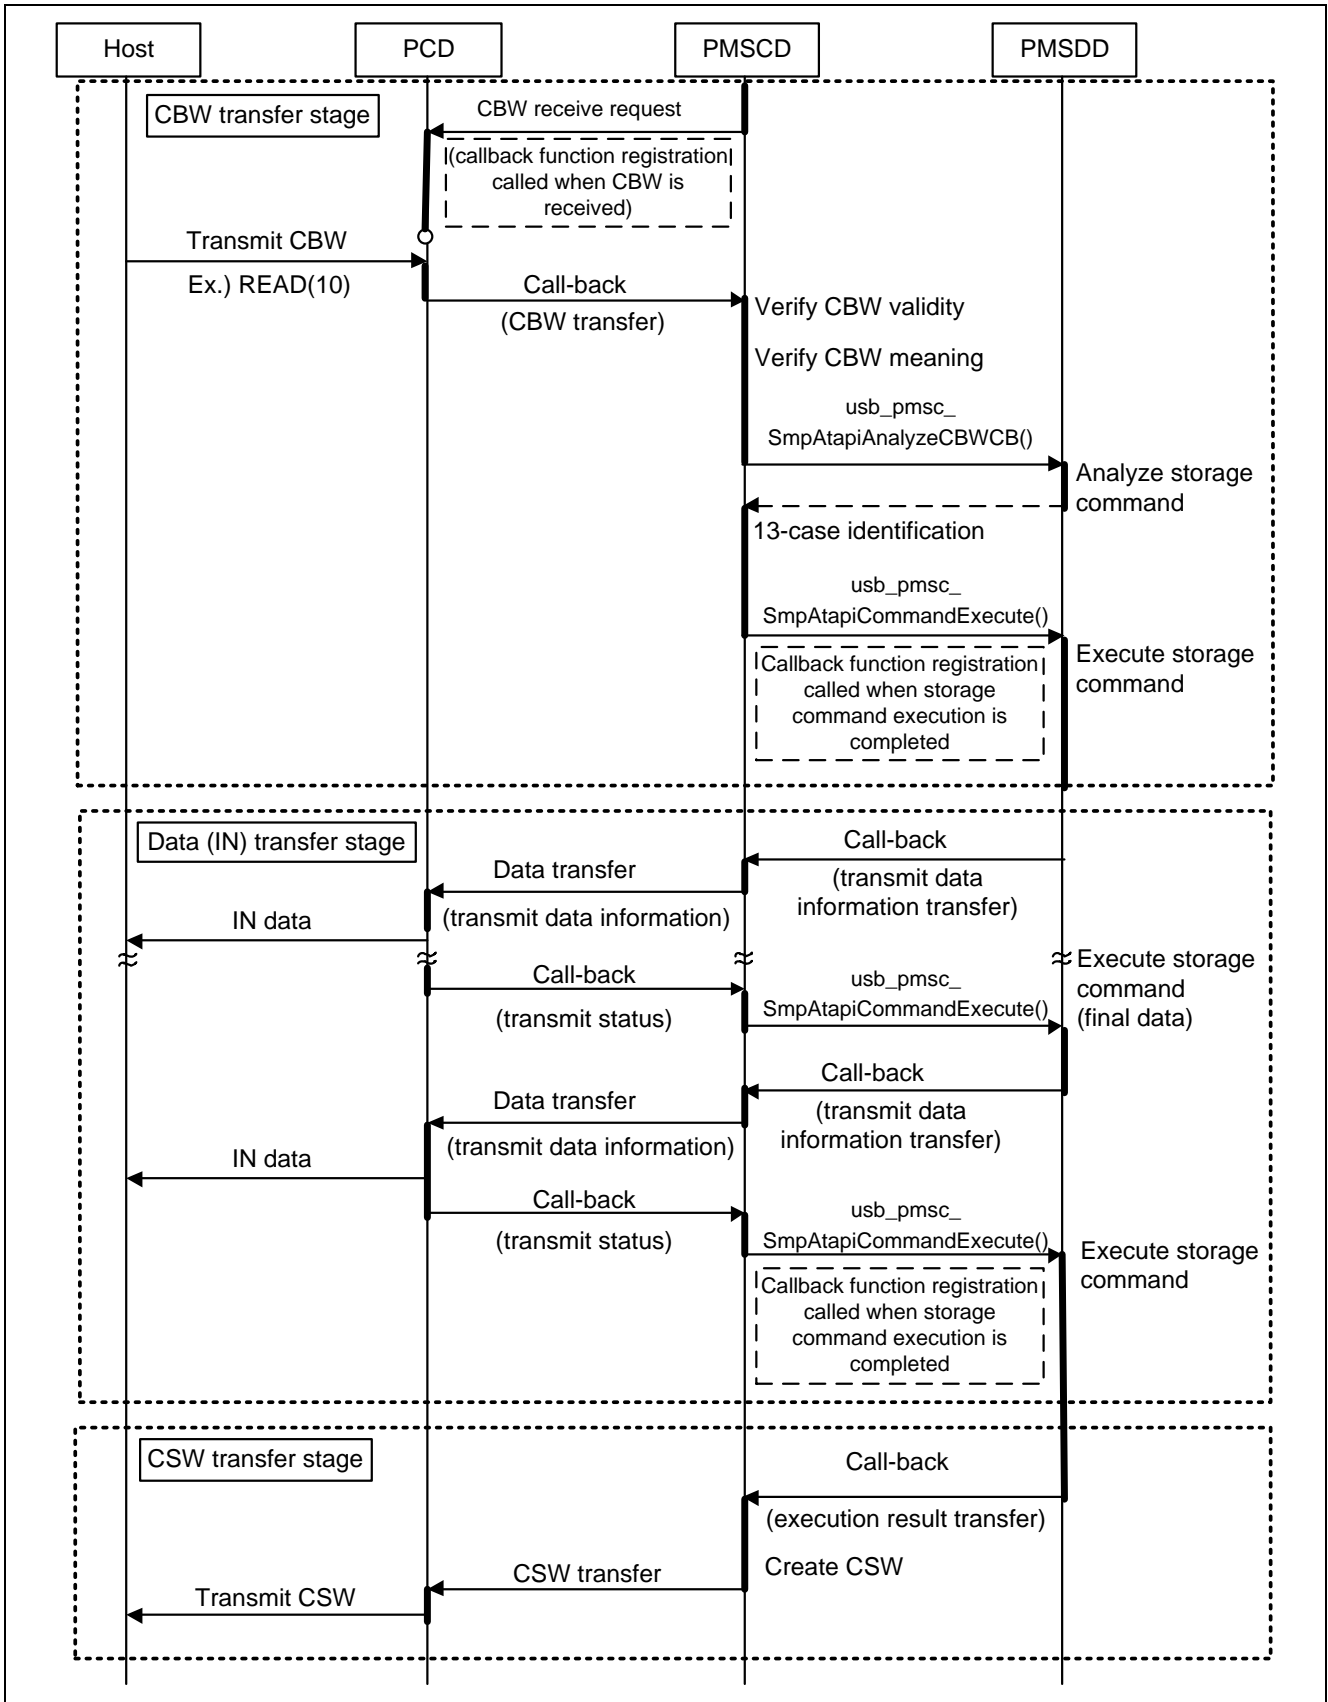 Host
PCD
PMSCD
PMSDD
CBW transfer stage
CBW receive request
(callback function registration
called when CBW is
received)
Transmit CBW
Ex.) READ(10)
Call-back
(CBW transfer)
Verify CBW validity
Verify CBW meaning
usb_pmsc_
SmpAtapiAnalyzeCBWCB()
Analyze storage
command
13-case identification
usb_pmsc_
SmpAtapiCommandExecute()
Execute storage
command
Callback function registration
called when storage
command execution is
completed
Data (IN) transfer stage
Call-back
(transmit data
information transfer)
Data transfer
(transmit data information)
IN data
Call-back
(transmit status)
usb_pmsc_
SmpAtapiCommandExecute()
Execute storage
command
(final data)
Call-back
(transmit data
information transfer)
Data transfer
(transmit data information)
IN data
Call-back
(transmit status)
usb_pmsc_
SmpAtapiCommandExecute()
Execute storage
command
Callback function registration
called when storage
command execution is
completed
CSW transfer stage
Call-back
(execution result transfer)
Create CSW
CSW transfer
Transmit CSW